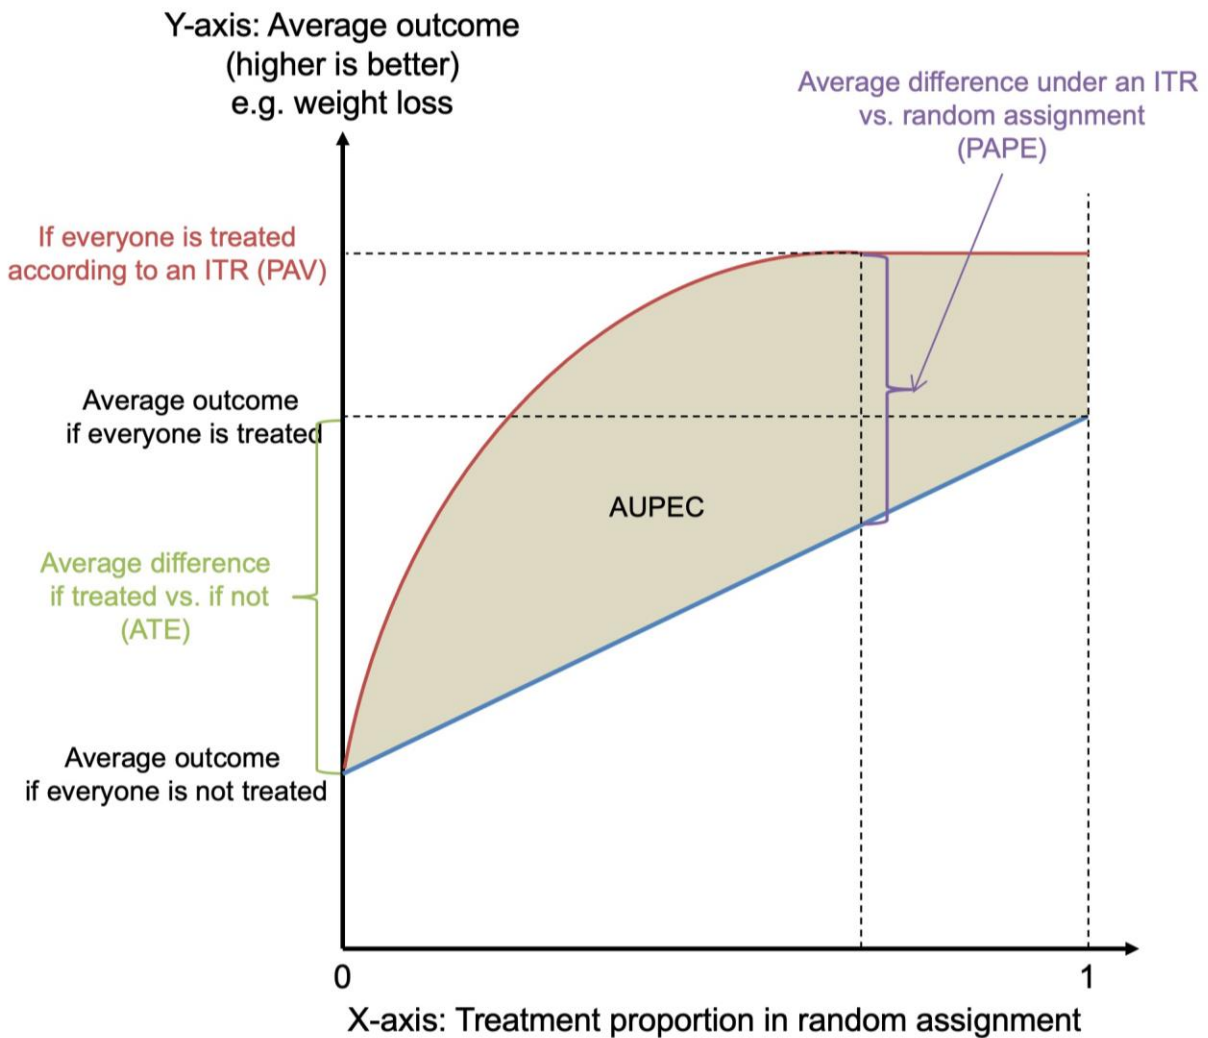 Y-axis: Average outcome
(higher is better)
e.g. weight loss
Average difference under an ITR
vs. random assignment
(PAPE)
If everyone is treated
according to an ITR (PAV)
Average outcome
if everyone is treated
AUPEC
Average difference
if treated vs. if not
(ATE)
Average outcome
if everyone is not treated
0
1
X-axis: Treatment proportion in random assignment